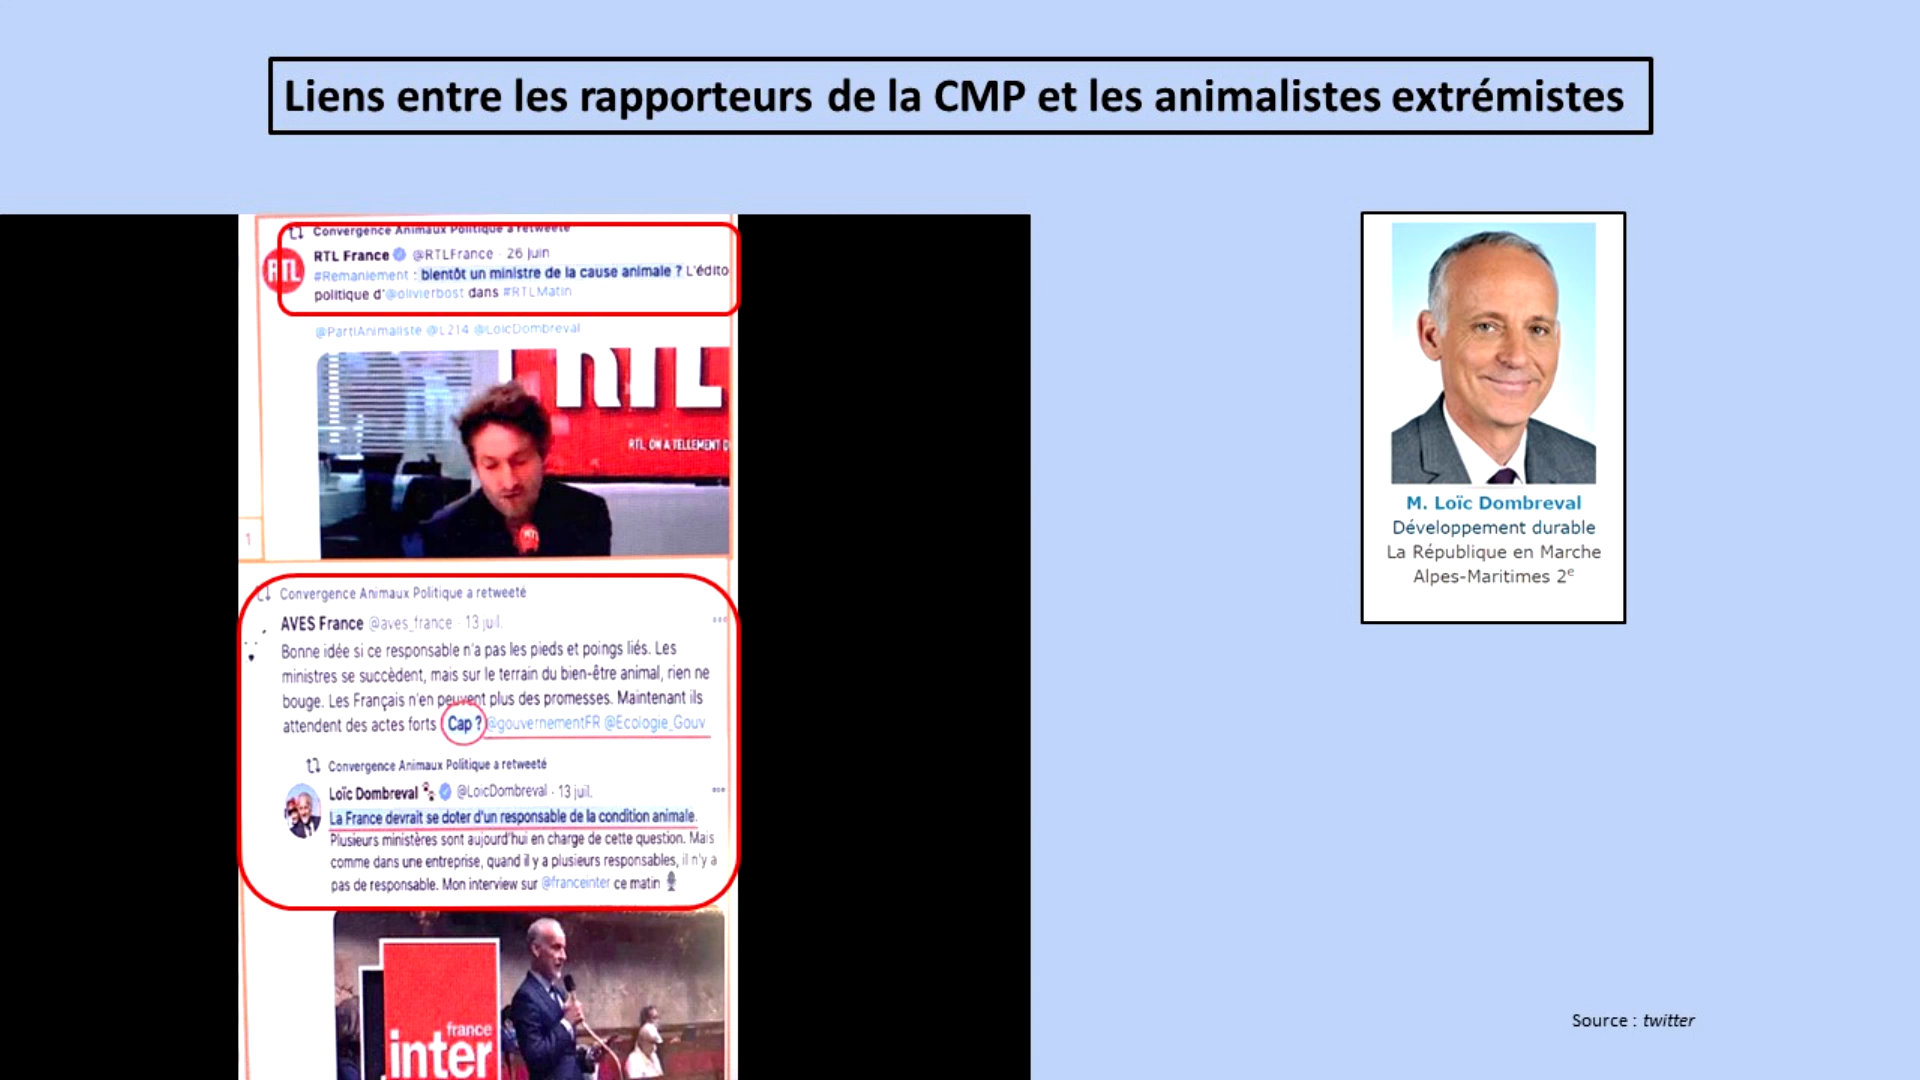 Liens entre les rapporteurs de la CMP et les animalistes extrémistes
Convergence Animaux Politique a retweeté
RTL
RTL France @RTLFrance · 26 juin
#Remaniement : bientôt un ministre de la cause animale ? L'édito
politique d'@olivierbost dans #RTLMatin
@PartiAnimaliste @L214 @LoicDombreval
RTL
RTL, ON A TELLEMENT
RTL
1
Convergence Animaux Politique a retweeté
AVES France @aves_france · 13 juil.
Bonne idée si ce responsable n'a pas les pieds et poings liés. Les
ministres se succèdent, mais sur le terrain du bien-être animal, rien ne
bouge. Les Français n'en peuvent plus des promesses. Maintenant ils
attendent des actes forts Cap ? @gouvernementFR @Ecologie_Gouv
Convergence Animaux Politique a retweeté
Loïc Dombreval @LoicDombreval · 13 juil.
La France devrait se doter d'un responsable de la condition animale.
Plusieurs ministères sont aujourd'hui en charge de cette question. Mais
comme dans une entreprise, quand il y a plusieurs responsables, il n'y a
pas de responsable. Mon interview sur @franceinter ce matin
france
inter
M. Loïc Dombreval
Développement durable
La République en Marche
Alpes-Maritimes 2e
Source : twitter